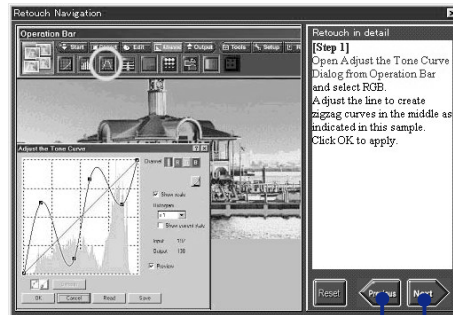 Retouch Navigation
Operation Bar
Start
Edit
Output
Tools
Setup
Retouch in detail
[Step 1]
Open Adjust the Tone Curve
Dialog from Operation Bar
and select RGB.
Adjust the line to create
zigzag curves in the middle as
indicated in this sample.
Click OK to apply.
Adjust the Tone Curve
Channel
Show scale
Histogram
x1
Input
Output
Preview
OK
Cancel
Read
Save
Reset
Previous
Next